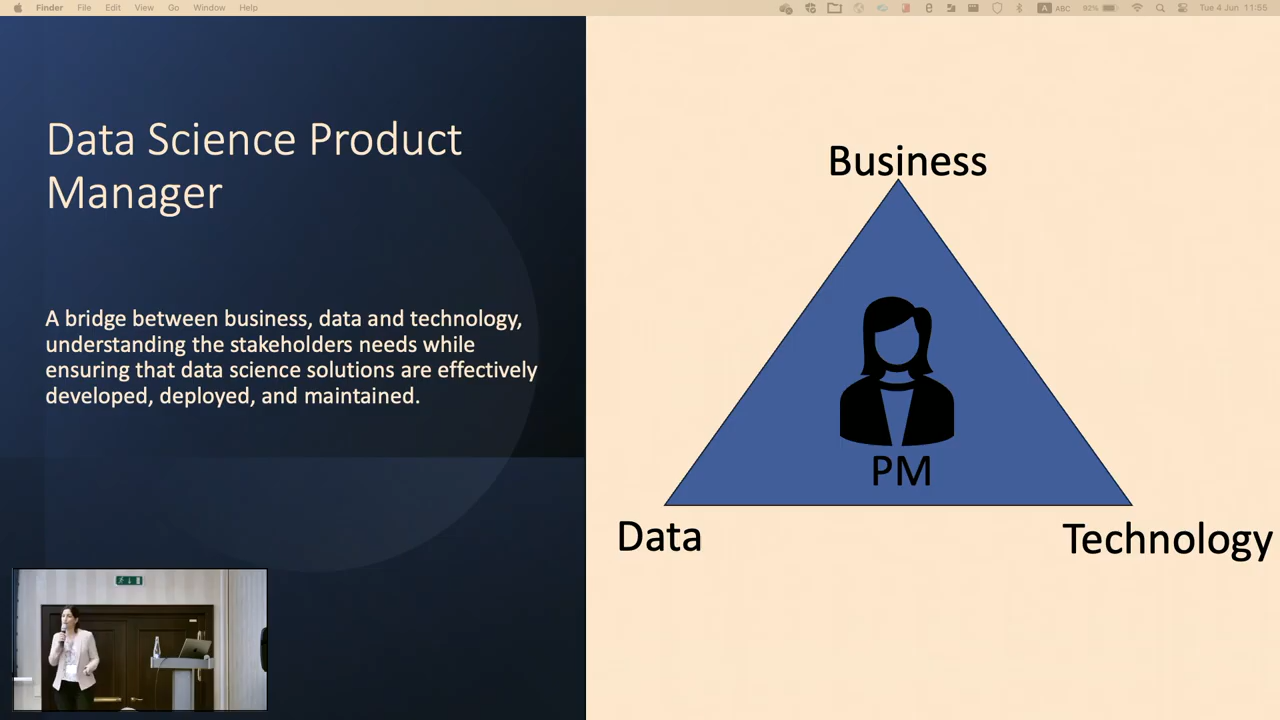 Finder File Edit View Go Window Help
ABC 92% Tue 4 Jun 11:55
Data Science Product
Manager
A bridge between business, data and technology,
understanding the stakeholders needs while
ensuring that data science solutions are effectively
developed, deployed, and maintained.
Business
PM
Data
Technology